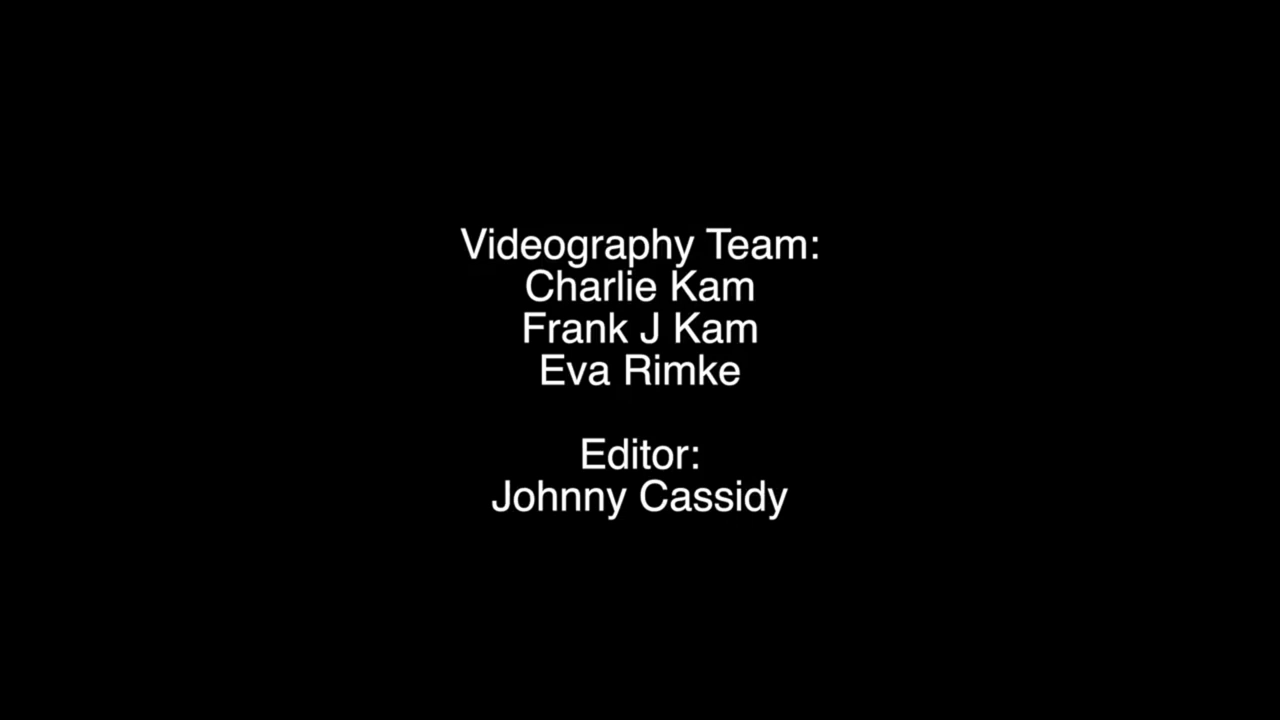 Videography Team:
Charlie Kam
Frank J Kam
Eva Rimke
Editor:
Johnny Cassidy